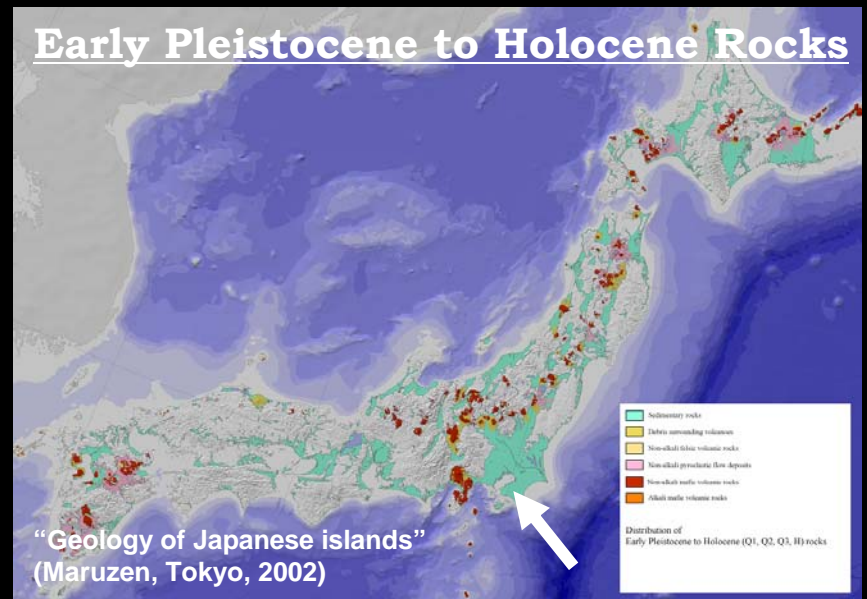 Early Pleistocene to Holocene Rocks
Sedimentary rocks
Debris surrounding volcanoes
Non-alkali felsic volcanic rocks
Non-alkali pyroclastic flow deposits
Non-alkali mafic volcanic rocks
Alkali mafic volcanic rocks
Distribution of
Early Pleistocene to Holocene (Q1, Q2, Q3, H) rocks
“Geology of Japanese islands”
(Maruzen, Tokyo, 2002)